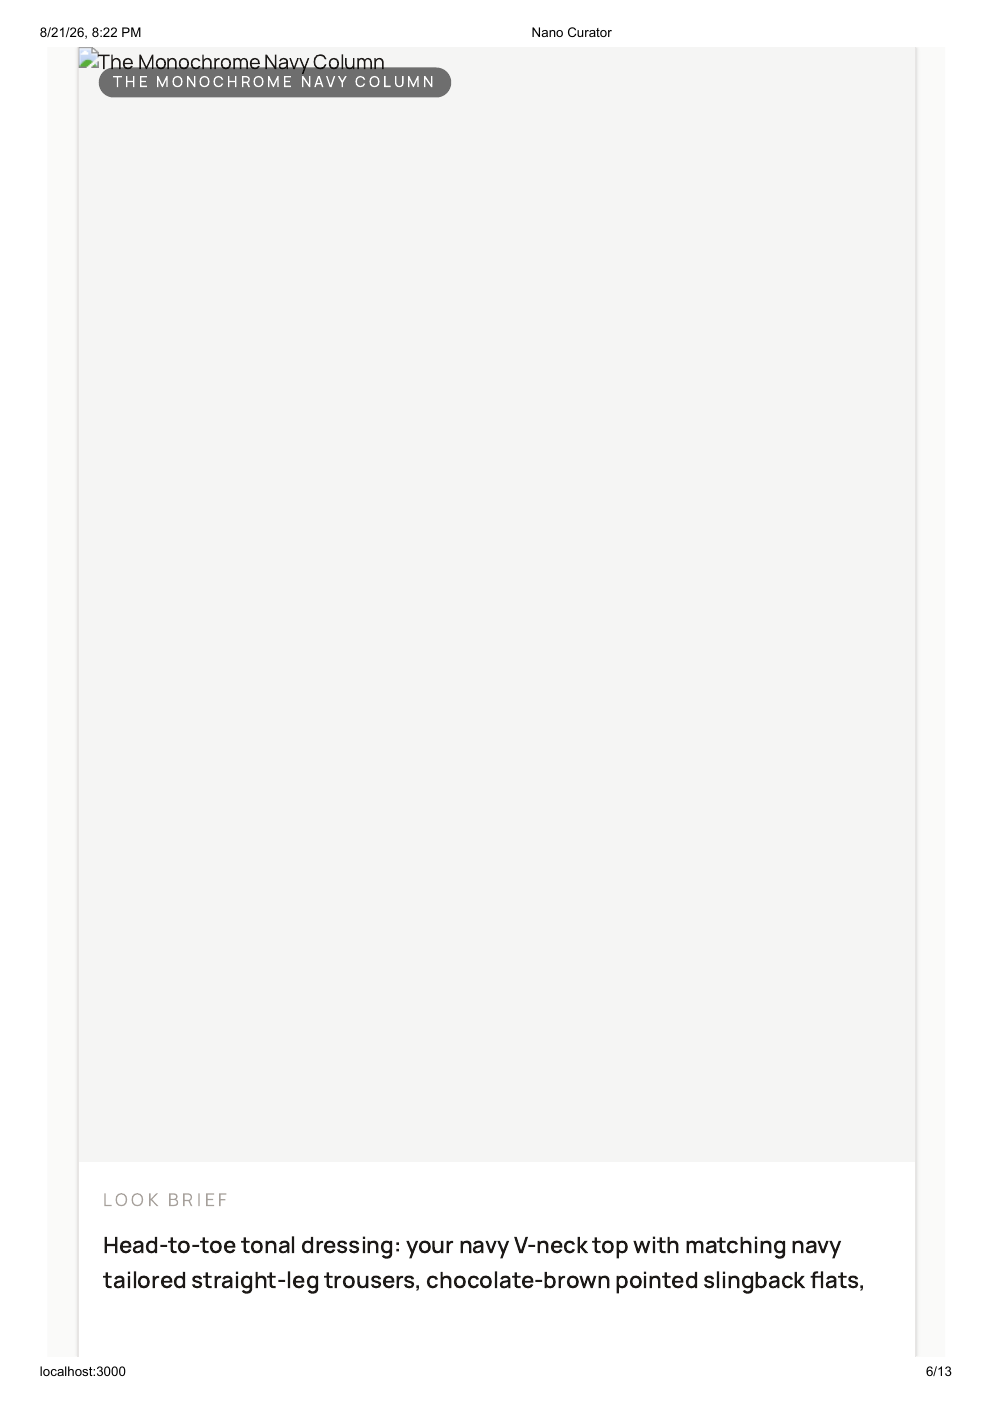 8/21/26, 8:22 PM
Nano Curator
The Monochrome Navy Column
THE MONOCHROME NAVY COLUMN
LOOK BRIEF
Head-to-toe tonal dressing: your navy V-neck top with matching navy
tailored straight-leg trousers, chocolate-brown pointed slingback flats,
localhost:3000
6/13